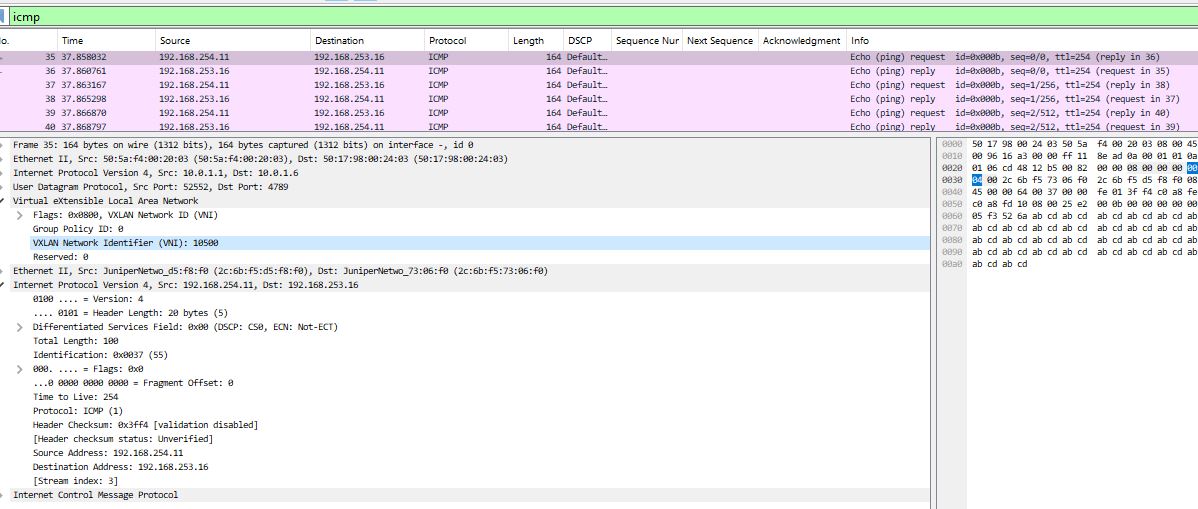 icmp
No. Time Source Destination Protocol Length DSCP Sequence Nur Next Sequence Acknowledgment Info
35 37.858032 192.168.254.11 192.168.253.16 ICMP 164 Default… Echo (ping) request id=0x000b, seq=0/0, ttl=254 (reply in 36)
36 37.860761 192.168.253.16 192.168.254.11 ICMP 164 Default… Echo (ping) reply id=0x000b, seq=0/0, ttl=254 (request in 35)
37 37.863167 192.168.254.11 192.168.253.16 ICMP 164 Default… Echo (ping) request id=0x000b, seq=1/256, ttl=254 (reply in 38)
38 37.865298 192.168.253.16 192.168.254.11 ICMP 164 Default… Echo (ping) reply id=0x000b, seq=1/256, ttl=254 (request in 37)
39 37.866870 192.168.254.11 192.168.253.16 ICMP 164 Default… Echo (ping) request id=0x000b, seq=2/512, ttl=254 (reply in 40)
40 37.868797 192.168.253.16 192.168.254.11 ICMP 164 Default… Echo (ping) reply id=0x000b, seq=2/512, ttl=254 (request in 39)
Frame 35: 164 bytes on wire (1312 bits), 164 bytes captured (1312 bits) on interface -, id 0
Ethernet II, Src: 50:5a:f4:00:20:03 (50:5a:f4:00:20:03), Dst: 50:17:98:00:24:03 (50:17:98:00:24:03)
Internet Protocol Version 4, Src: 10.0.1.1, Dst: 10.0.1.6
User Datagram Protocol, Src Port: 52552, Dst Port: 4789
Virtual eXtensible Local Area Network
Flags: 0x0800, VXLAN Network ID (VNI)
Group Policy ID: 0
VXLAN Network Identifier (VNI): 10500
Reserved: 0
Ethernet II, Src: JuniperNetwo_d5:f8:f0 (2c:6b:f5:d5:f8:f0), Dst: JuniperNetwo_73:06:f0 (2c:6b:f5:73:06:f0)
Internet Protocol Version 4, Src: 192.168.254.11, Dst: 192.168.253.16
0100 .... = Version: 4
.... 0101 = Header Length: 20 bytes (5)
Differentiated Services Field: 0x00 (DSCP: CS0, ECN: Not-ECT)
Total Length: 100
Identification: 0x0037 (55)
000. .... = Flags: 0x0
...0 0000 0000 0000 = Fragment Offset: 0
Time to Live: 254
Protocol: ICMP (1)
Header Checksum: 0x3ff4 [validation disabled]
[Header checksum status: Unverified]
Source Address: 192.168.254.11
Destination Address: 192.168.253.16
[Stream index: 3]
Internet Control Message Protocol
0000 50 17 98 00 24 03 50 5a f4 00 20 03 08 00 45
0010 00 96 16 a3 00 00 ff 11 8e ad 0a 00 01 01 0a
0020 01 06 cd 48 12 b5 00 82 00 00 08 00 00 00 00
0030 04 00 2c 6b f5 73 06 f0 2c 6b f5 d5 f8 f0 08
0040 45 00 00 64 00 37 00 00 fe 01 3f f4 c0 a8 fe
0050 c0 a8 fd 10 08 00 25 e2 00 0b 00 00 00 00 00
0060 05 f3 52 6a ab cd ab cd ab cd ab cd ab cd ab
0070 ab cd ab cd ab cd ab cd ab cd ab cd ab cd ab
0080 ab cd ab cd ab cd ab cd ab cd ab cd ab cd ab
0090 ab cd ab cd ab cd ab cd ab cd ab cd ab cd ab
00a0 ab cd ab cd